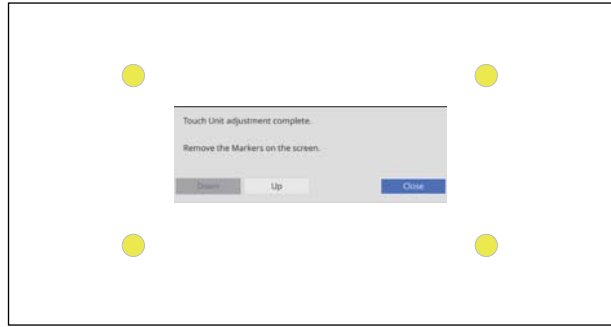 Touch Unit adjustment complete.
Remove the Markers on the screen.
Down Up Close